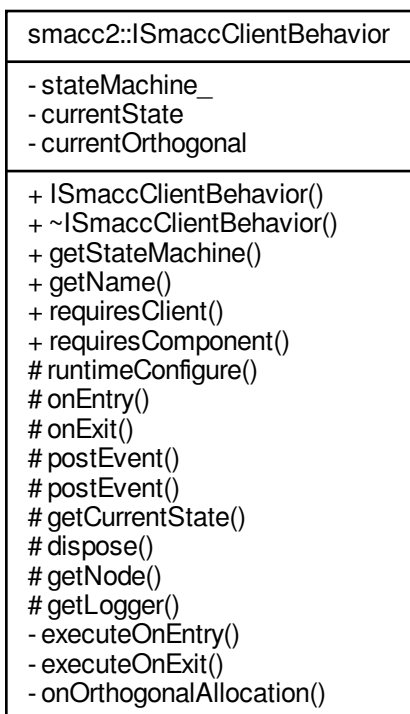 smacc2::ISmaccClientBehavior
- stateMachine_
- currentState
- currentOrthogonal
+ ISmaccClientBehavior()
+ ~ISmaccClientBehavior()
+ getStateMachine()
+ getName()
+ requiresClient()
+ requiresComponent()
# runtimeConfigure()
# onEntry()
# onExit()
# postEvent()
# postEvent()
# getCurrentState()
# dispose()
# getNode()
# getLogger()
- executeOnEntry()
- executeOnExit()
- onOrthogonalAllocation()